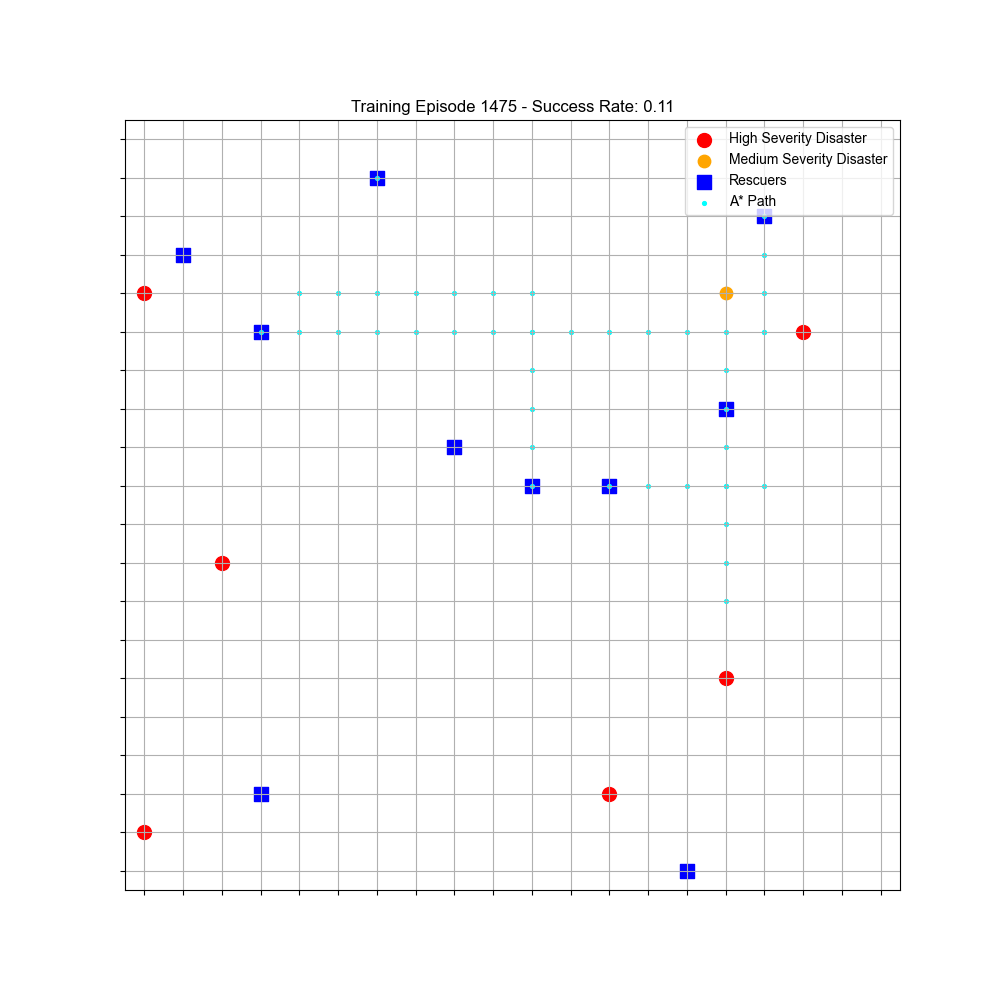 Training Episode 1475 - Success Rate: 0.11
High Severity Disaster
Medium Severity Disaster
Rescuers
A* Path